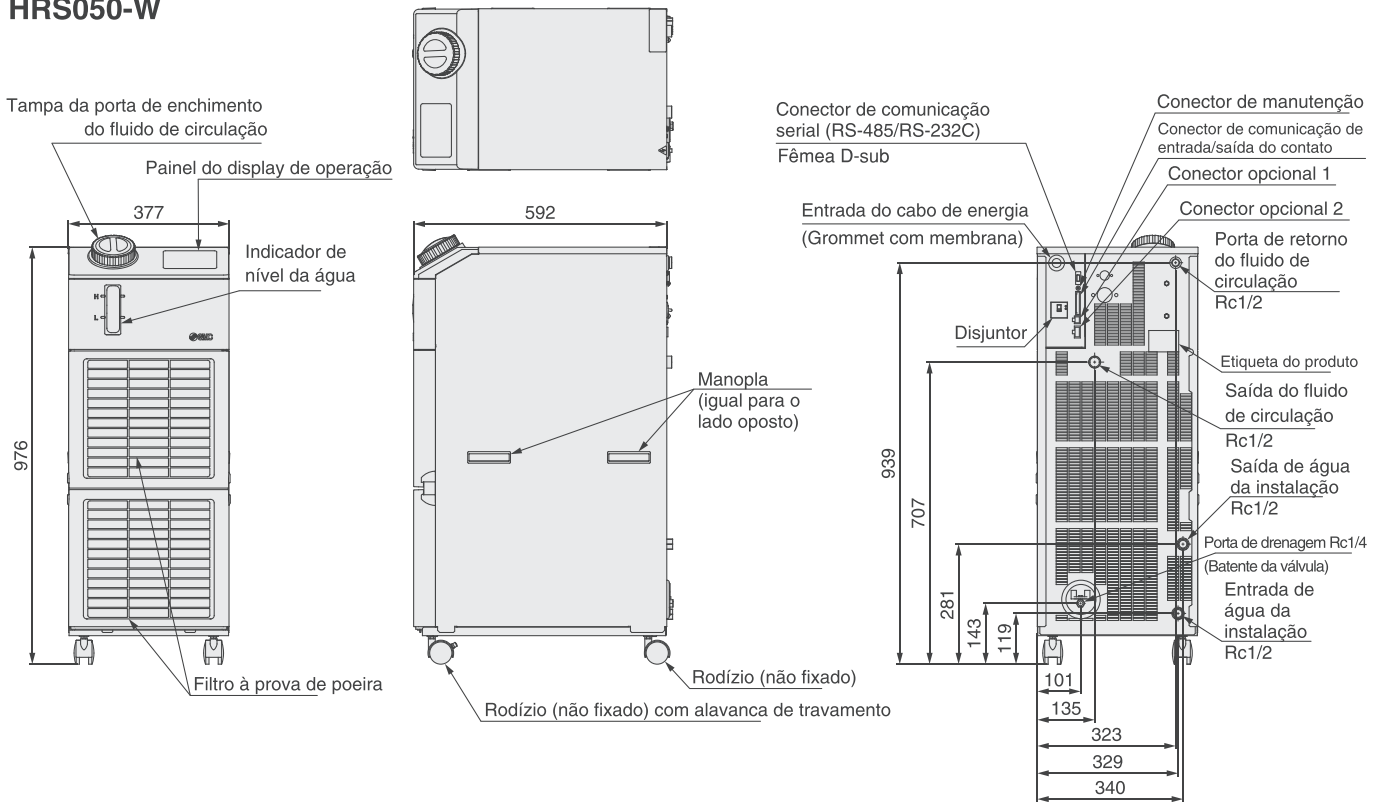 HRS050-W
Tampa da porta de enchimento
do fluido de circulação
Painel do display de operação
377
Indicador de
nível da água
H
L
SMC
976
Filtro à prova de poeira
592
Manopla
(igual para o
lado oposto)
Rodízio (não fixado)
Rodízio (não fixado) com alavanca de travamento
Conector de comunicação
serial (RS-485/RS-232C)
Fêmea D-sub
Entrada do cabo de energia
(Grommet com membrana)
Disjuntor
Conector de manutenção
Conector de comunicação de
entrada/saída do contato
Conector opcional 1
Conector opcional 2
Porta de retorno
do fluido de
circulação
Rc1/2
Etiqueta do produto
Saída do fluido
de circulação
Rc1/2
Saída de água
da instalação
Rc1/2
Porta de drenagem Rc1/4
(Batente da válvula)
Entrada de
água da
instalação
Rc1/2
939
707
281
143
119
101
135
323
329
340